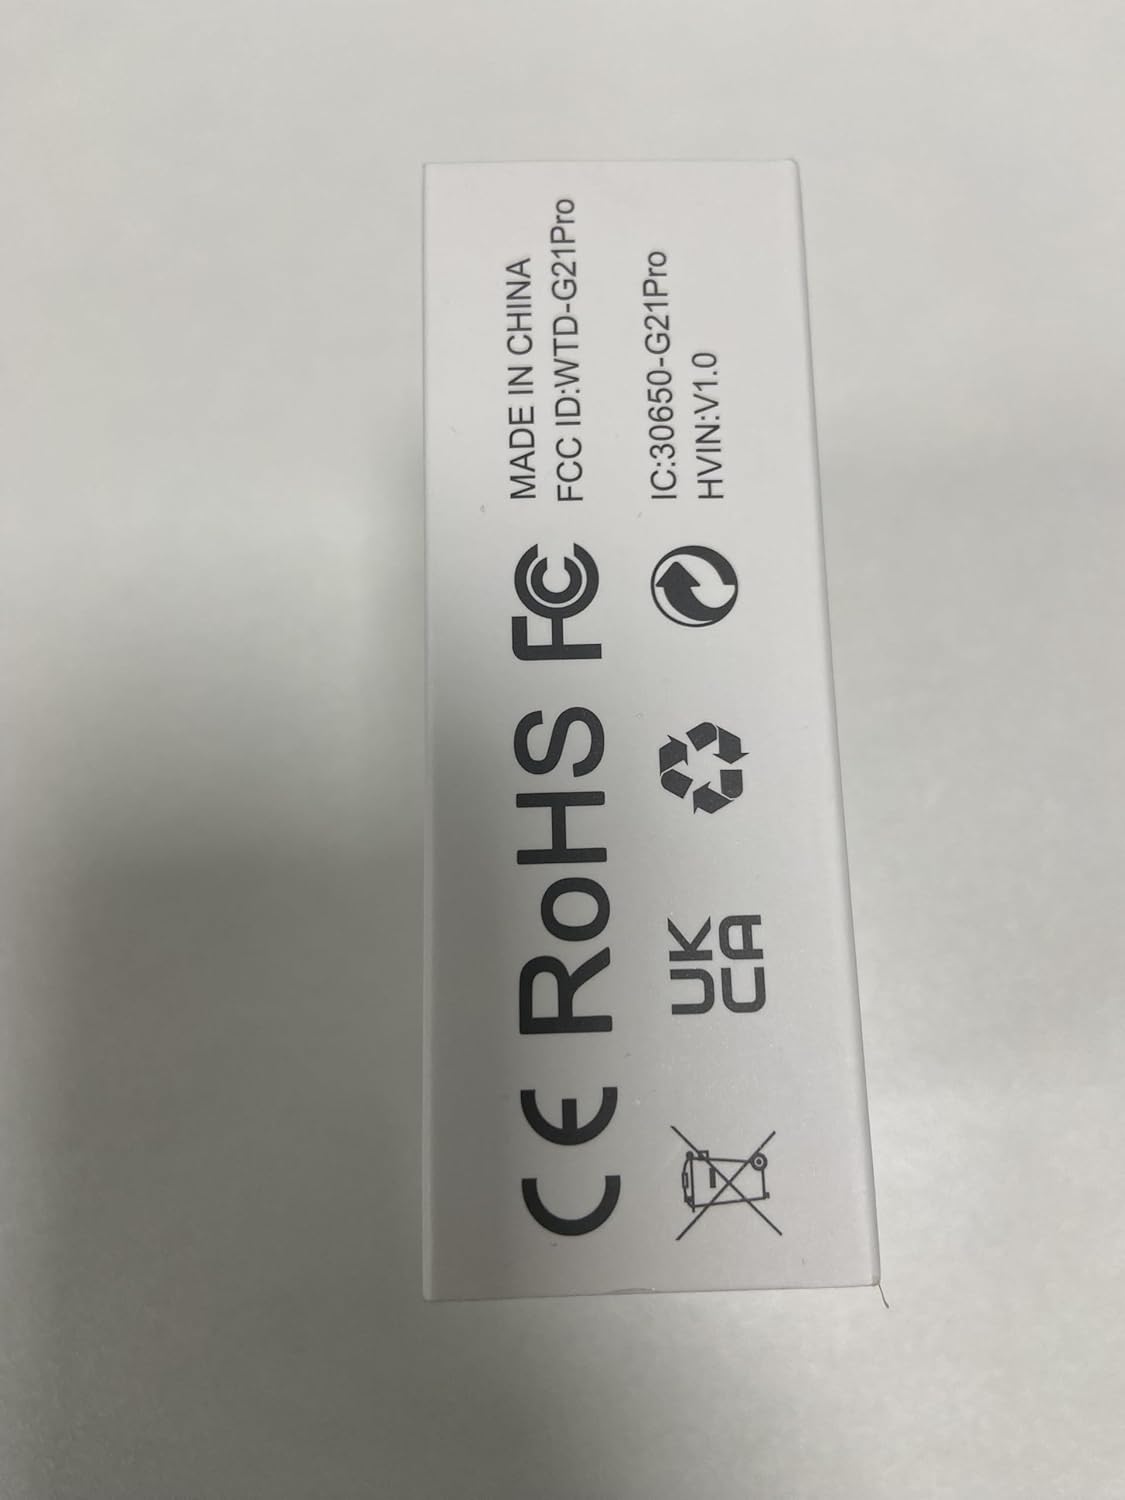 CE RoHS FC
MADE IN CHINA
FCC ID:WTD-G21Pro
UK
CA
IC:30650-G21Pro
HVIN:V1.0